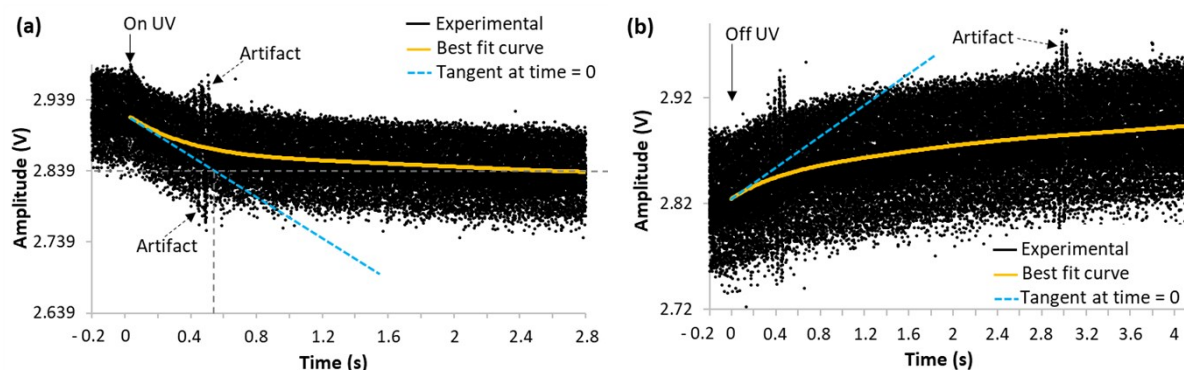 (a)
On UV
Artifact
Experimental
Best fit curve
Tangent at time = 0
Amplitude (V)
2.939
2.839
2.739
2.639
Artifact
- 0.2 0 0.4 0.8 1.2 1.6 2 2.4 2.8
Time (s)
(b)
Off UV
Artifact
Amplitude (V)
2.92
2.82
2.72
Experimental
Best fit curve
Tangent at time = 0
-0.2 0 0.4 0.8 1.2 1.6 2 2.4 2.8 3.2 3.6 4
Time (s)